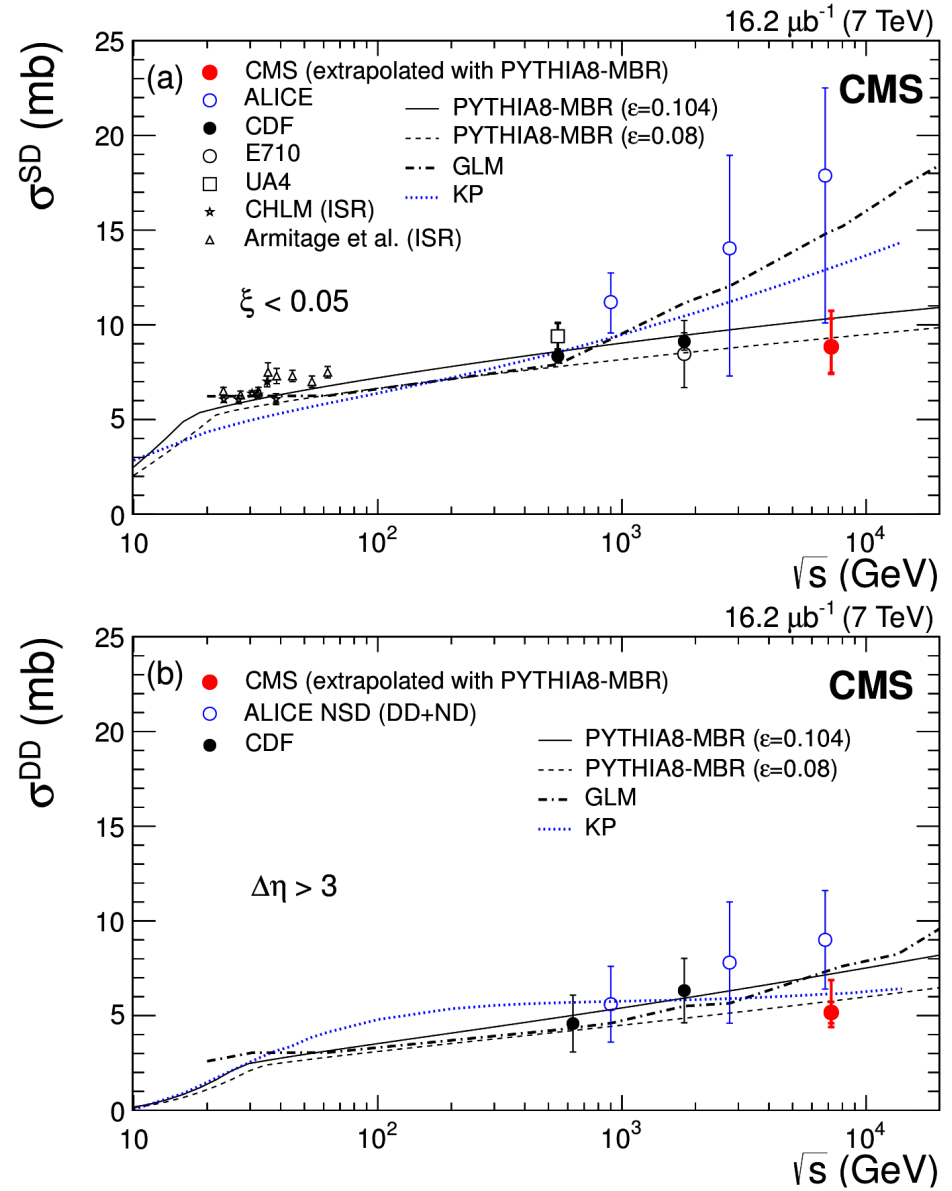 16.2 μb⁻¹ (7 TeV)
σ^SD (mb)
25
20
15
10
5
0
(a)
CMS (extrapolated with PYTHIA8-MBR)
ALICE
CDF
E710
UA4
CHLM (ISR)
Armitage et al. (ISR)
PYTHIA8-MBR (ε=0.104)
PYTHIA8-MBR (ε=0.08)
GLM
KP
CMS
ξ < 0.05
10
10²
10³
10⁴
√s (GeV)
16.2 μb⁻¹ (7 TeV)
σ^DD (mb)
25
20
15
10
5
0
(b)
CMS (extrapolated with PYTHIA8-MBR)
ALICE NSD (DD+ND)
CDF
PYTHIA8-MBR (ε=0.104)
PYTHIA8-MBR (ε=0.08)
GLM
KP
CMS
Δη > 3
10
10²
10³
10⁴
√s (GeV)